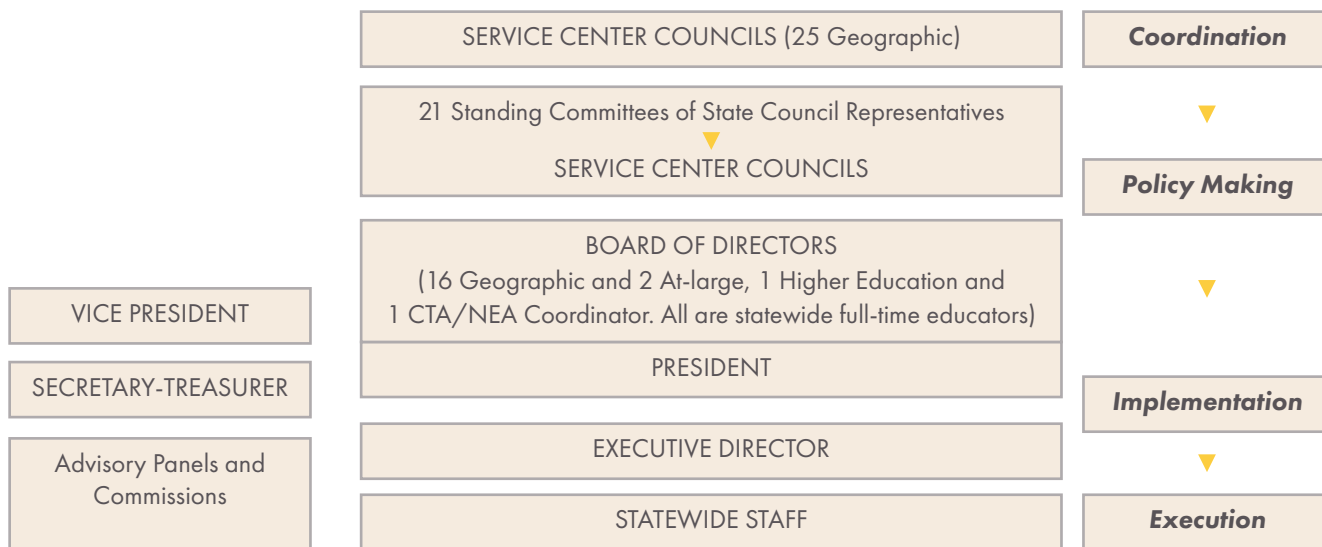 SERVICE CENTER COUNCILS (25 Geographic)
Coordination
21 Standing Committees of State Council Representatives
SERVICE CENTER COUNCILS
Policy Making
BOARD OF DIRECTORS
(16 Geographic and 2 At-large, 1 Higher Education and
1 CTA/NEA Coordinator. All are statewide full-time educators)
PRESIDENT
VICE PRESIDENT
SECRETARY-TREASURER
Advisory Panels and
Commissions
Implementation
EXECUTIVE DIRECTOR
STATEWIDE STAFF
Execution